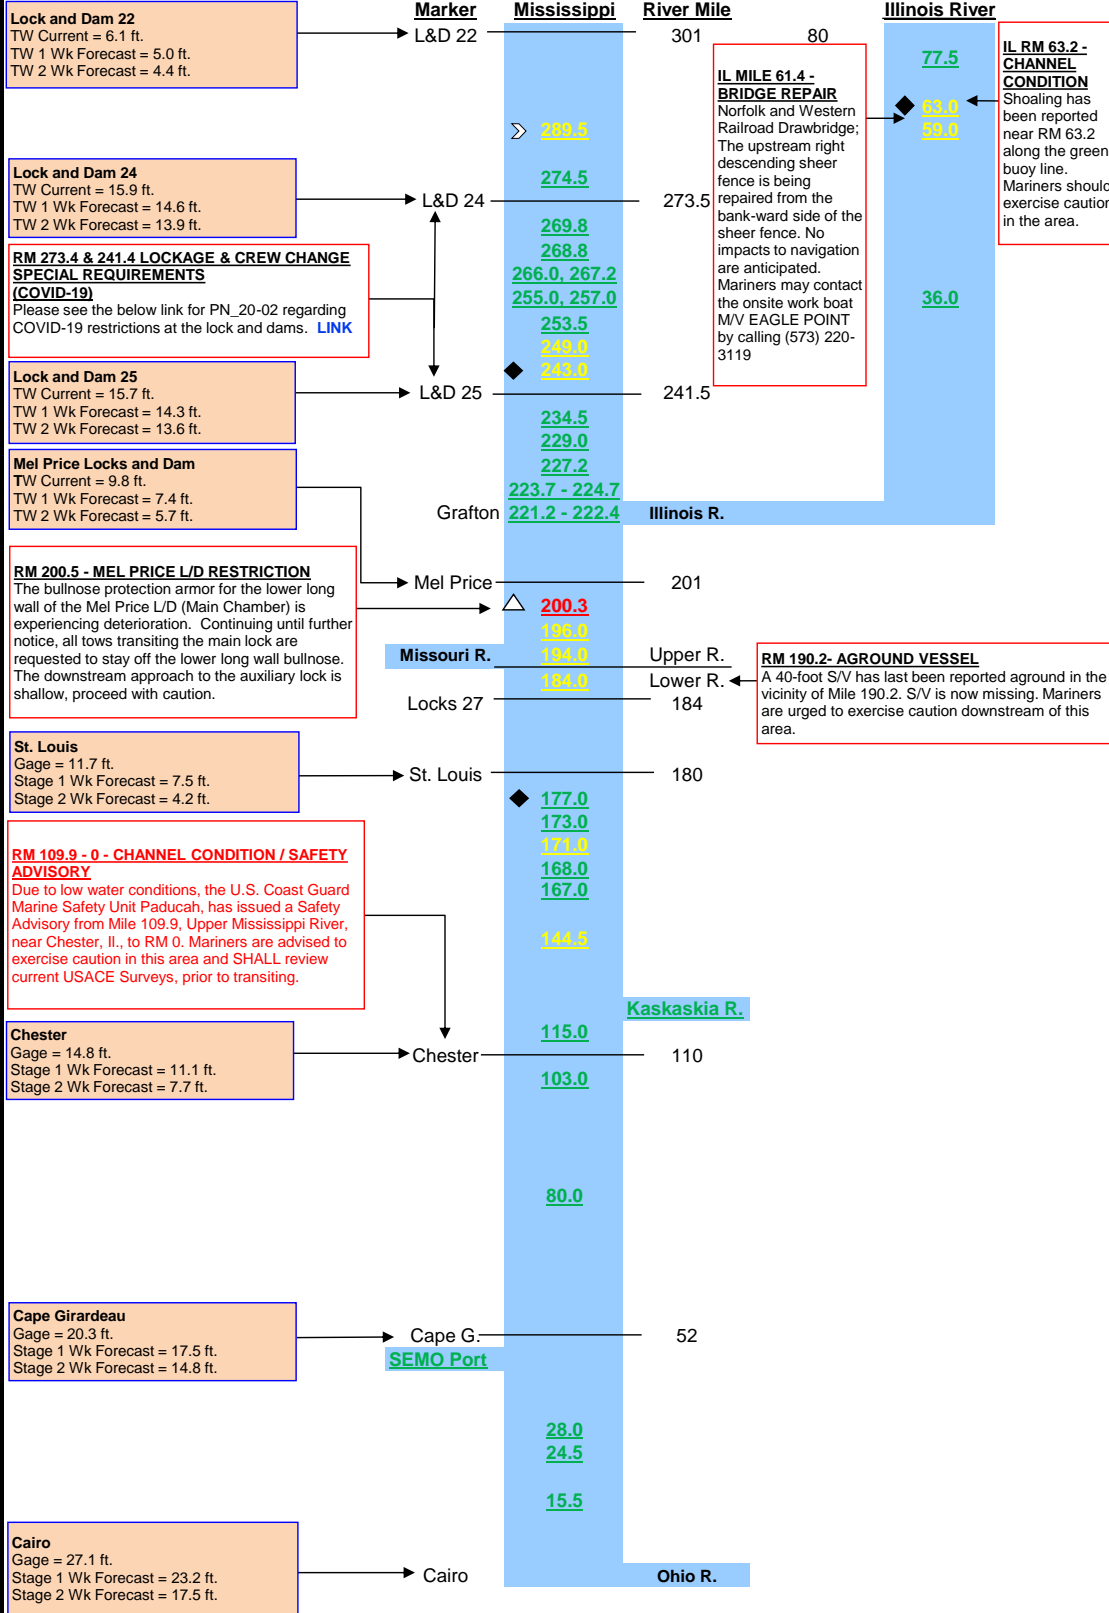 Marker Mississippi River Mile Illinois River
Lock and Dam 22
TW Current = 6.1 ft.
TW 1 Wk Forecast = 5.0 ft.
TW 2 Wk Forecast = 4.4 ft.
L&D 22 301 80
77.5
IL RM 63.2 -
CHANNEL
CONDITION
Shoaling has
been reported
near RM 63.2
along the green
buoy line.
Mariners should
exercise caution
in the area.
IL MILE 61.4 -
BRIDGE REPAIR
Norfolk and Western
Railroad Drawbridge;
The upstream right
descending sheer
fence is being
repaired from the
bank-ward side of the
sheer fence. No
impacts to navigation
are anticipated.
Mariners may contact
the onsite work boat
M/V EAGLE POINT
by calling (573) 220-
3119
63.0
59.0
36.0
289.5
274.5
Lock and Dam 24
TW Current = 15.9 ft.
TW 1 Wk Forecast = 14.6 ft.
TW 2 Wk Forecast = 13.9 ft.
L&D 24 273.5
269.8
268.8
266.0, 267.2
255.0, 257.0
253.5
249.0
243.0
RM 273.4 & 241.4 LOCKAGE & CREW CHANGE
SPECIAL REQUIREMENTS
(COVID-19)
Please see the below link for PN_20-02 regarding
COVID-19 restrictions at the lock and dams. LINK
Lock and Dam 25
TW Current = 15.7 ft.
TW 1 Wk Forecast = 14.3 ft.
TW 2 Wk Forecast = 13.6 ft.
L&D 25 241.5
234.5
229.0
227.2
223.7 - 224.7
Grafton 221.2 - 222.4 Illinois R.
Mel Price Locks and Dam
TW Current = 9.8 ft.
TW 1 Wk Forecast = 7.4 ft.
TW 2 Wk Forecast = 5.7 ft.
Mel Price 201
RM 200.5 - MEL PRICE L/D RESTRICTION
The bullnose protection armor for the lower long
wall of the Mel Price L/D (Main Chamber) is
experiencing deterioration. Continuing until further
notice, all tows transiting the main lock are
requested to stay off the lower long wall bullnose.
The downstream approach to the auxiliary lock is
shallow, proceed with caution.
200.3
196.0
Missouri R. 194.0 Upper R.
184.0 Lower R.
Locks 27 184
RM 190.2- AGROUND VESSEL
A 40-foot S/V has last been reported aground in the
vicinity of Mile 190.2. S/V is now missing. Mariners
are urged to exercise caution downstream of this
area.
St. Louis
Gage = 11.7 ft.
Stage 1 Wk Forecast = 7.5 ft.
Stage 2 Wk Forecast = 4.2 ft.
St. Louis 180
177.0
173.0
171.0
168.0
167.0
144.5
RM 109.9 - 0 - CHANNEL CONDITION / SAFETY
ADVISORY
Due to low water conditions, the U.S. Coast Guard
Marine Safety Unit Paducah, has issued a Safety
Advisory from Mile 109.9, Upper Mississippi River,
near Chester, Il., to RM 0. Mariners are advised to
exercise caution in this area and SHALL review
current USACE Surveys, prior to transiting.
Kaskaskia R.
115.0
Chester
Gage = 14.8 ft.
Stage 1 Wk Forecast = 11.1 ft.
Stage 2 Wk Forecast = 7.7 ft.
Chester 110
103.0
80.0
Cape Girardeau
Gage = 20.3 ft.
Stage 1 Wk Forecast = 17.5 ft.
Stage 2 Wk Forecast = 14.8 ft.
Cape G. 52
SEMO Port
28.0
24.5
15.5
Cairo
Gage = 27.1 ft.
Stage 1 Wk Forecast = 23.2 ft.
Stage 2 Wk Forecast = 17.5 ft.
Cairo Ohio R.